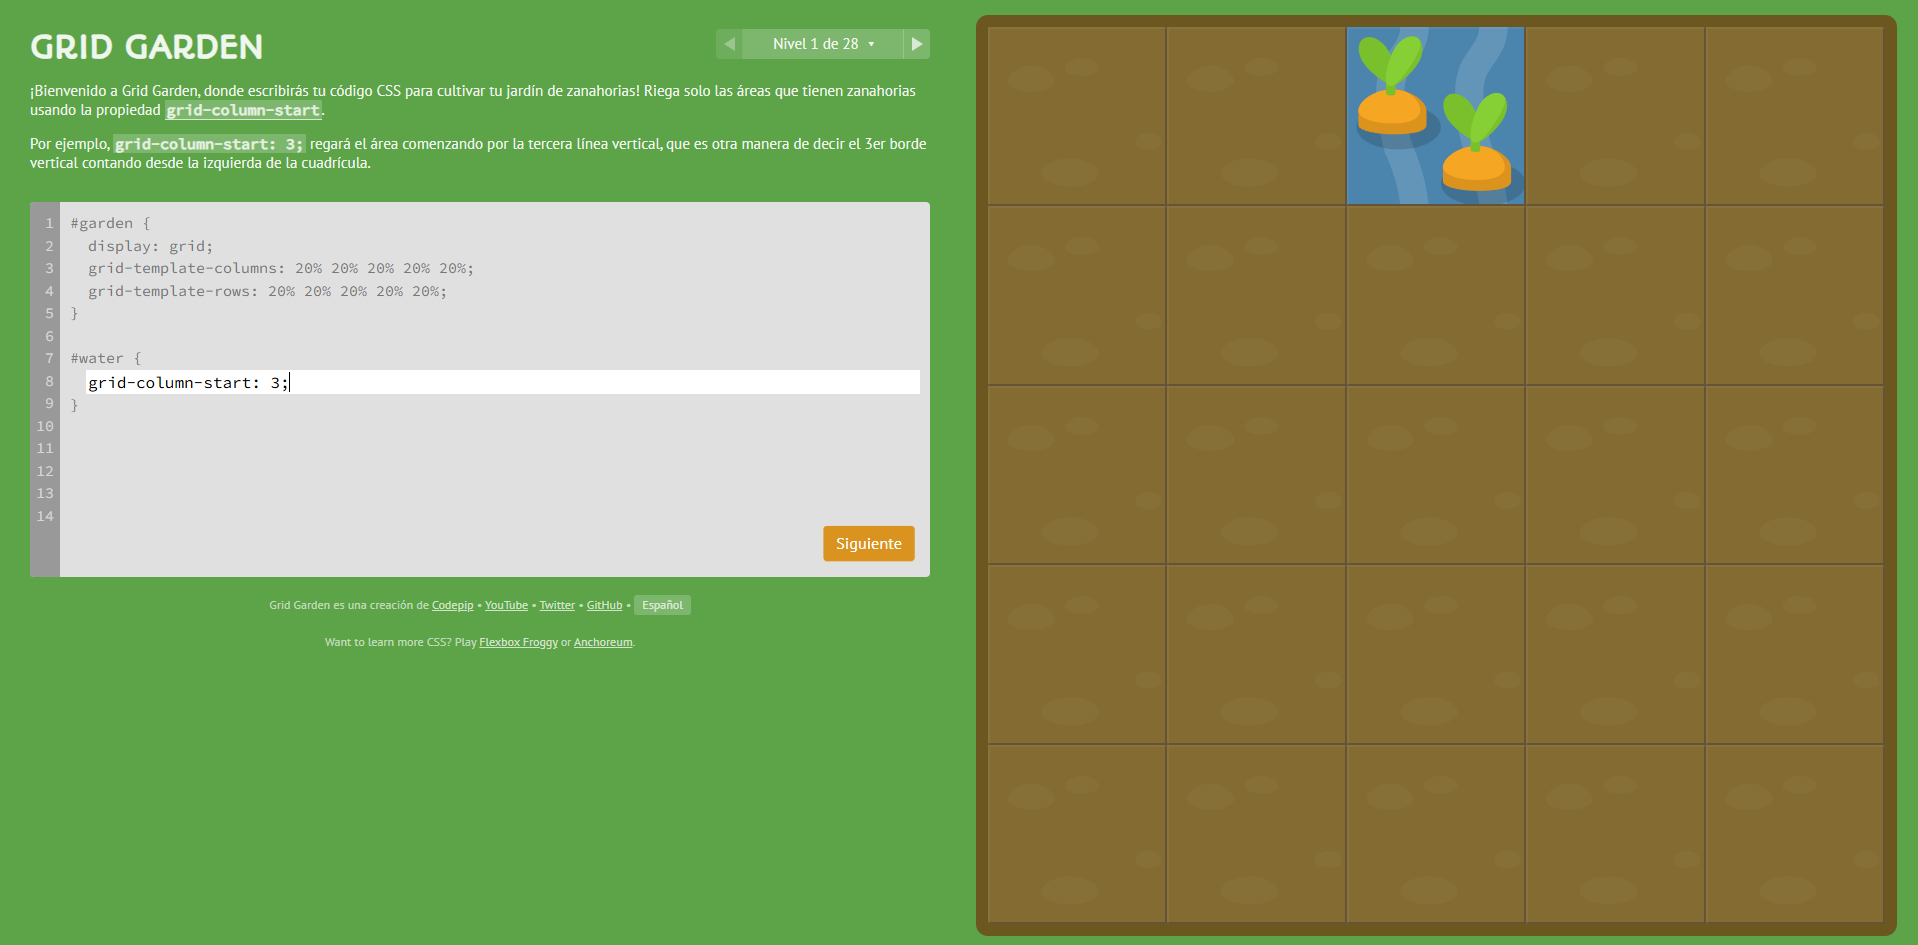 GRID GARDEN
Nivel 1 de 28
¡Bienvenido a Grid Garden, donde escribirás tu código CSS para cultivar tu jardín de zanahorias! Riega solo las áreas que tienen zanahorias
usando la propiedad grid-column-start.
Por ejemplo, grid-column-start: 3; regará el área comenzando por la tercera línea vertical, que es otra manera de decir el 3er borde
vertical contando desde la izquierda de la cuadrícula.
1 #garden {
2 display: grid;
3 grid-template-columns: 20% 20% 20% 20% 20%;
4 grid-template-rows: 20% 20% 20% 20% 20%;
5 }
6
7 #water {
8 grid-column-start: 3;
9 }
10
11
12
13
14
Siguiente
Grid Garden es una creación de Codepip • YouTube • Twitter • GitHub • Español
Want to learn more CSS? Play Flexbox Froggy or Anchoreum.